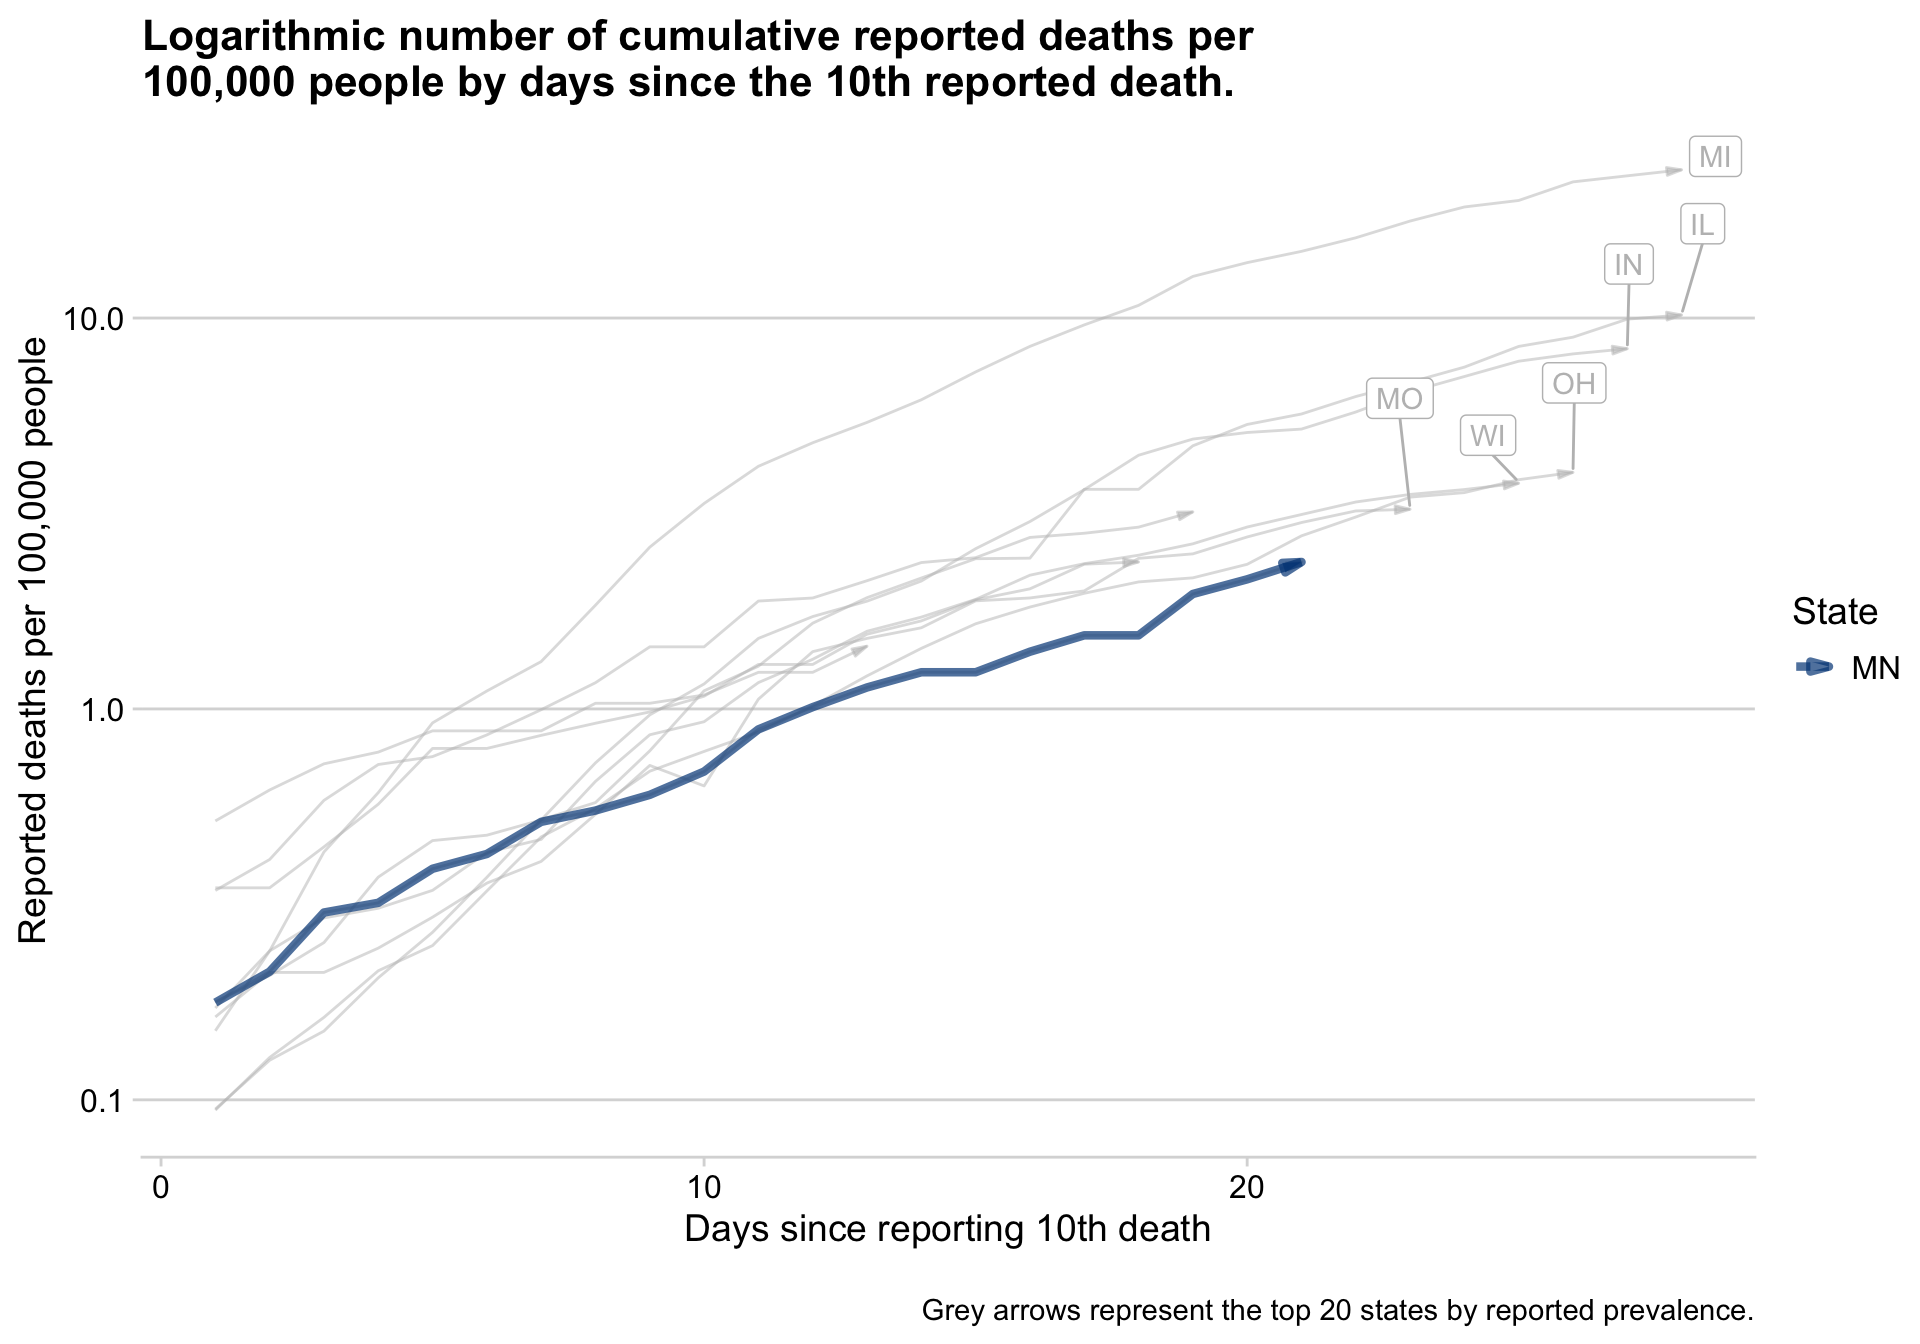 Logarithmic number of cumulative reported deaths per
100,000 people by days since the 10th reported death.
MI
IL
IN
10.0
OH
MO
WI
Reported deaths per 100,000 people
State
MN
1.0
0.1
0
10
20
Days since reporting 10th death
Grey arrows represent the top 20 states by reported prevalence.